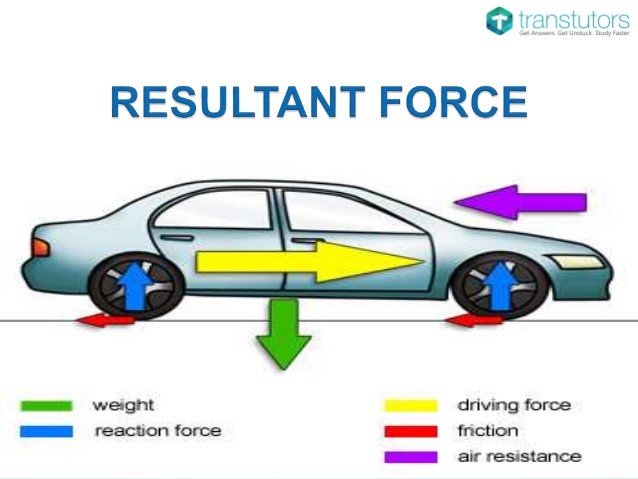 transtutors
Get Answers. Get Unstuck. Study Faster
RESULTANT FORCE
weight
driving force
reaction force
friction
air resistance